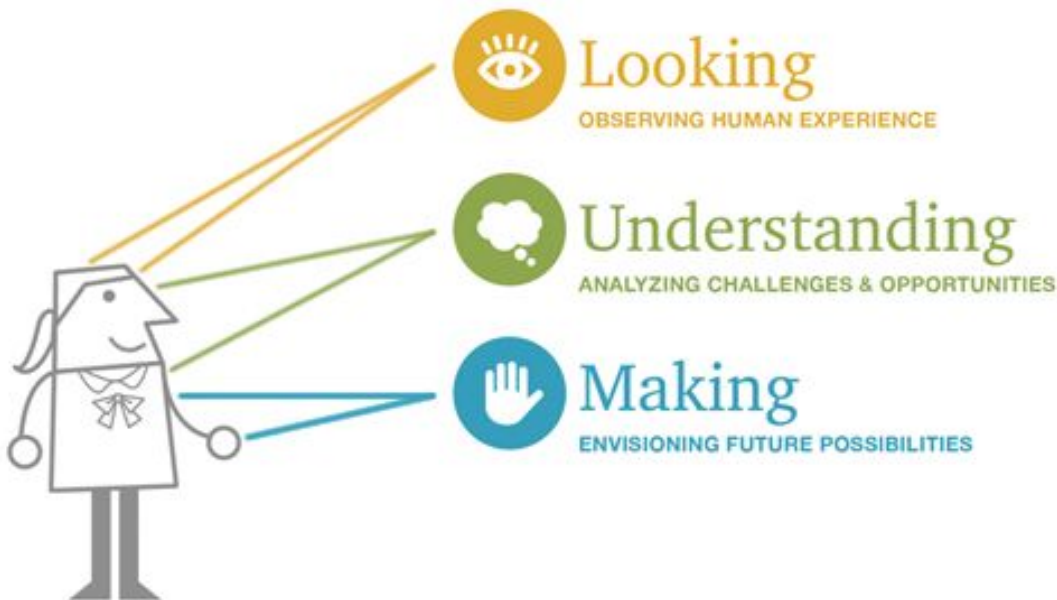 Looking
OBSERVING HUMAN EXPERIENCE
Understanding
ANALYZING CHALLENGES & OPPORTUNITIES
Making
ENVISIONING FUTURE POSSIBILITIES